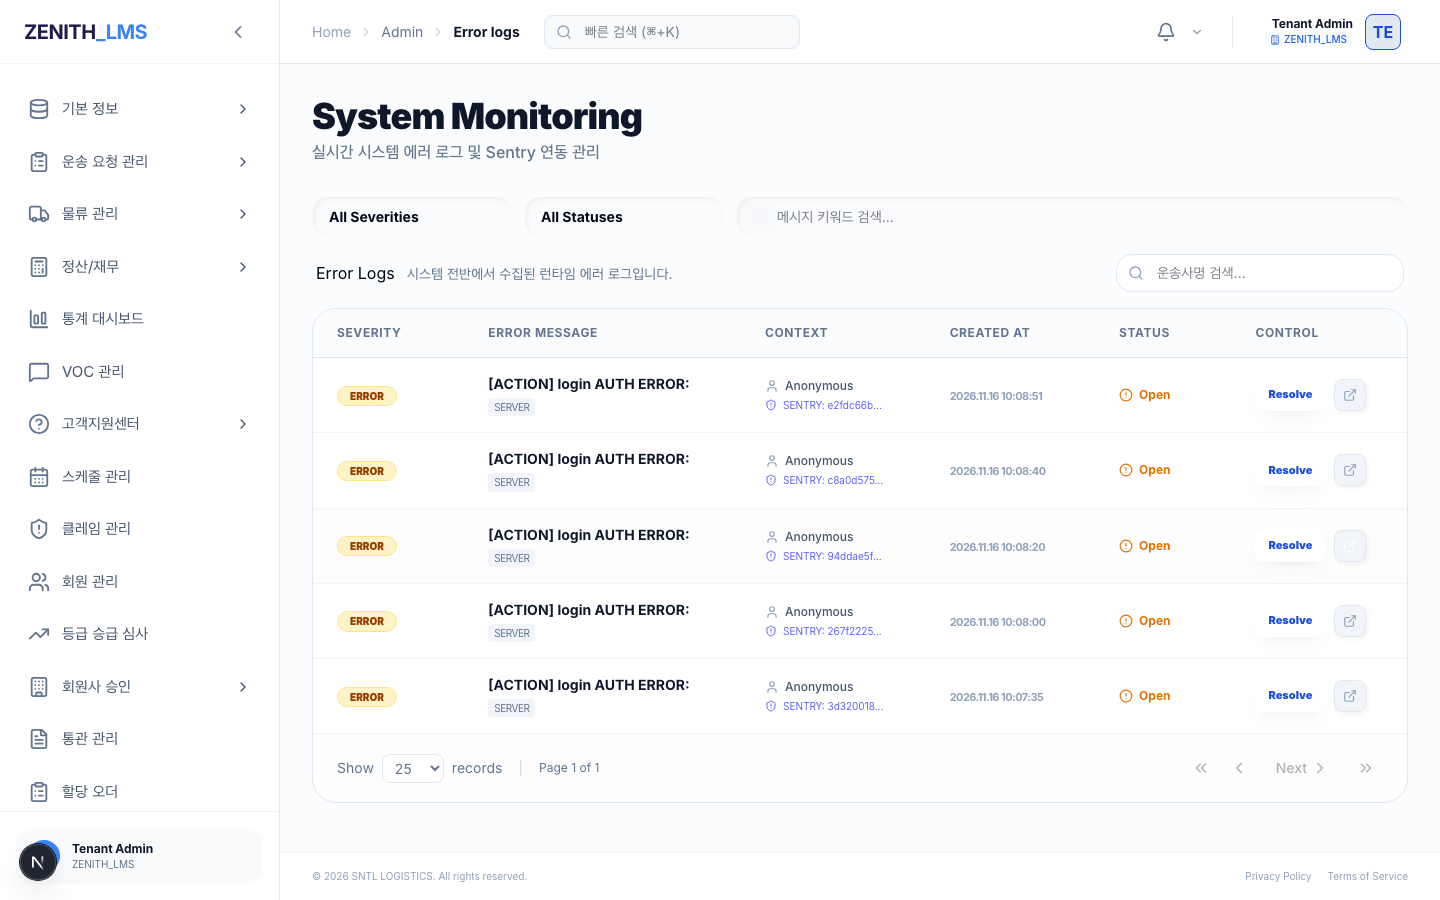 ZENITH_LMS
Home > Admin > Error logs
빠른 검색 (⌘+K)
Tenant Admin
ZENITH_LMS
TE
기본 정보
운송 요청 관리
물류 관리
정산/재무
통계 대시보드
VOC 관리
고객지원센터
스케줄 관리
클레임 관리
회원 관리
등급 승급 심사
회원사 승인
통관 관리
할당 오더
Tenant Admin
ZENITH_LMS
N
System Monitoring
실시간 시스템 에러 로그 및 Sentry 연동 관리
All Severities
All Statuses
메시지 키워드 검색...
Error Logs 시스템 전반에서 수집된 런타임 에러 로그입니다.
운송사명 검색...
SEVERITY ERROR MESSAGE CONTEXT CREATED AT STATUS CONTROL
ERROR [ACTION] login AUTH ERROR: SERVER Anonymous SENTRY: e2fdc66b... 2026.11.16 10:08:51 Open Resolve
ERROR [ACTION] login AUTH ERROR: SERVER Anonymous SENTRY: c8a0d575... 2026.11.16 10:08:40 Open Resolve
ERROR [ACTION] login AUTH ERROR: SERVER Anonymous SENTRY: 94ddae5f... 2026.11.16 10:08:20 Open Resolve
ERROR [ACTION] login AUTH ERROR: SERVER Anonymous SENTRY: 267f2225... 2026.11.16 10:08:00 Open Resolve
ERROR [ACTION] login AUTH ERROR: SERVER Anonymous SENTRY: 3d320018... 2026.11.16 10:07:35 Open Resolve
Show 25 records | Page 1 of 1
Next
© 2026 SNTL LOGISTICS. All rights reserved.
Privacy Policy Terms of Service